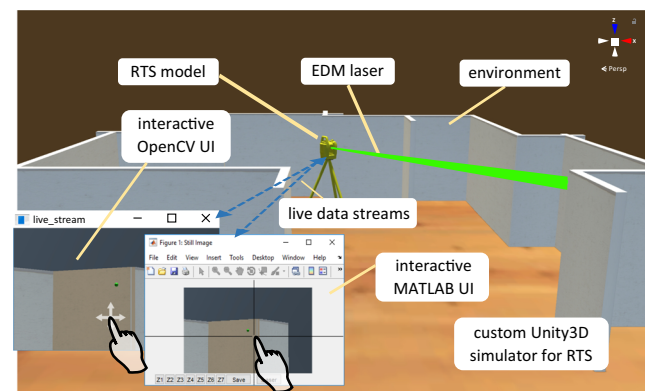 z
x
Persp
RTS model
EDM laser
environment
interactive
OpenCV UI
live data streams
live_stream
Figure 1: Still Image
File Edit View Insert Tools Desktop Window Help
interactive
MATLAB UI
custom Unity3D
simulator for RTS
Z1 Z2 Z3 Z4 Z5 Z6 Z7 Save